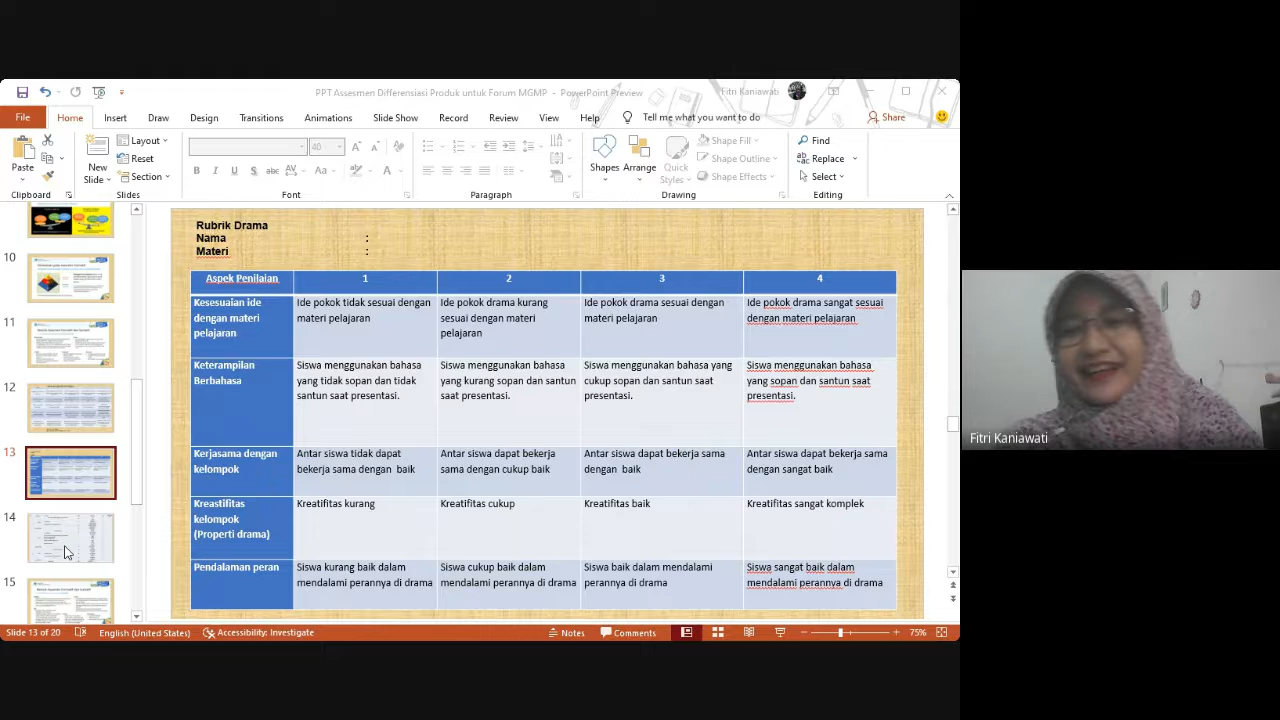 PPT Assesmen Differensiasi Produk untuk Forum MGMP - PowerPoint Preview
Fitri Kaniawati
File Home Insert Draw Design Transitions Animations Slide Show Record Review View Help Tell me what you want to do Share
Paste
Clipboard
New
Slide
Layout
Reset
Section
Slides
40
B I U S abc AV Aa A
Font
Paragraph
Shapes Arrange
Quick
Styles
Shape Fill
Shape Outline
Shape Effects
Drawing
Find
Replace
Select
Editing
10
11
12
13
14
15
Rubrik Drama
Nama :
Materi :
Aspek Penilaian 1 2 3 4
Kesesuaian ide
dengan materi
pelajaran
Ide pokok tidak sesuai dengan
materi pelajaran
Ide pokok drama kurang
sesuai dengan materi
pelajaran
Ide pokok drama sesuai dengan
materi pelajaran
Ide pokok drama sangat sesuai
dengan materi pelajaran
Keterampilan
Berbahasa
Siswa menggunakan bahasa
yang tidak sopan dan tidak
santun saat presentasi.
Siswa menggunakan bahasa
yang kurang sopan dan santun
saat presentasi.
Siswa menggunakan bahasa yang
cukup sopan dan santun saat
presentasi.
Siswa menggunakan bahasa
yang sopan dan santun saat
presentasi.
Kerjasama dengan
kelompok
Antar siswa tidak dapat
bekerja sama dengan baik
Antar siswa dapat bekerja
sama dengan cukup baik
Antar siswa dapat bekerja sama
dengan baik
Antar siswa dapat bekerja sama
dengan sangat baik
Kreastifitas
kelompok
(Properti drama)
Kreatifitas kurang
Kreatifitas cukup
Kreatifitas baik
Kreatifitas sangat komplek
Pendalaman peran
Siswa kurang baik dalam
mendalami perannya di drama
Siswa cukup baik dalam
mendalami perannya di drama
Siswa baik dalam mendalami
perannya di drama
Siswa sangat baik dalam
mendalami perannya di drama
Slide 13 of 20 English (United States) Accessibility: Investigate Notes Comments 75%
Fitri Kaniawati